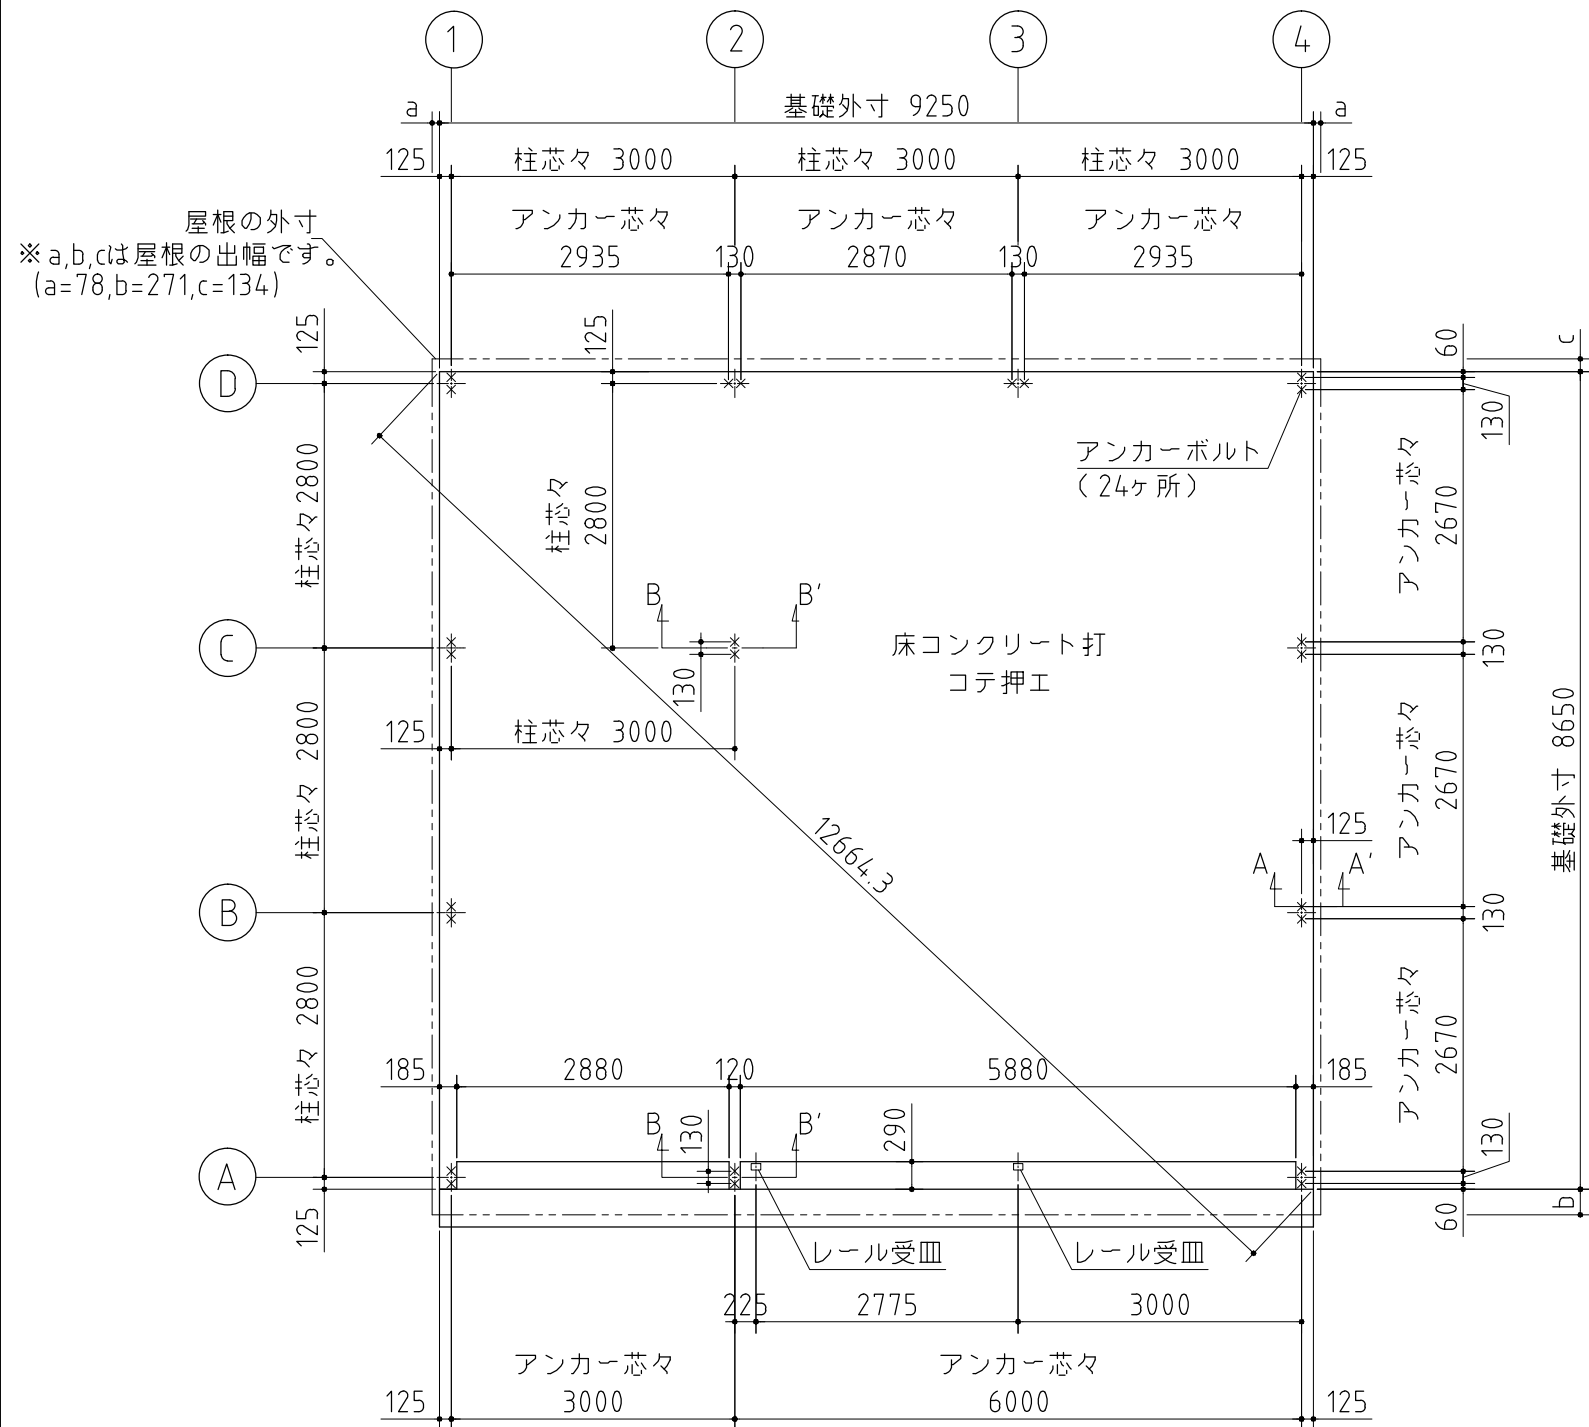 1 2 3 4
a 基礎外寸 9250 a
125 柱芯々 3000 柱芯々 3000 柱芯々 3000 125
アンカー芯々 アンカー芯々 アンカー芯々
2935 130 2870 130 2935
屋根の外寸
※a,b,cは屋根の出幅です。
(a=78,b=271,c=134)
125 125 60 c
D
130
アンカーボルト
(24ヶ所)
柱芯々 2800
柱芯々
2800
アンカー芯々
2670
B B'
C
130
床コンクリート打
コテ押エ
130
125 柱芯々 3000
柱芯々 2800
アンカー芯々
2670
基礎外寸 8650
12664.3
125
A A'
B
130
柱芯々 2800
アンカー芯々
2670
185 2880 120 5880 185
B 130 B' 290
130
A
125
60 b
レール受皿 レール受皿
225 2775 3000
アンカー芯々 アンカー芯々
125 3000 6000 125